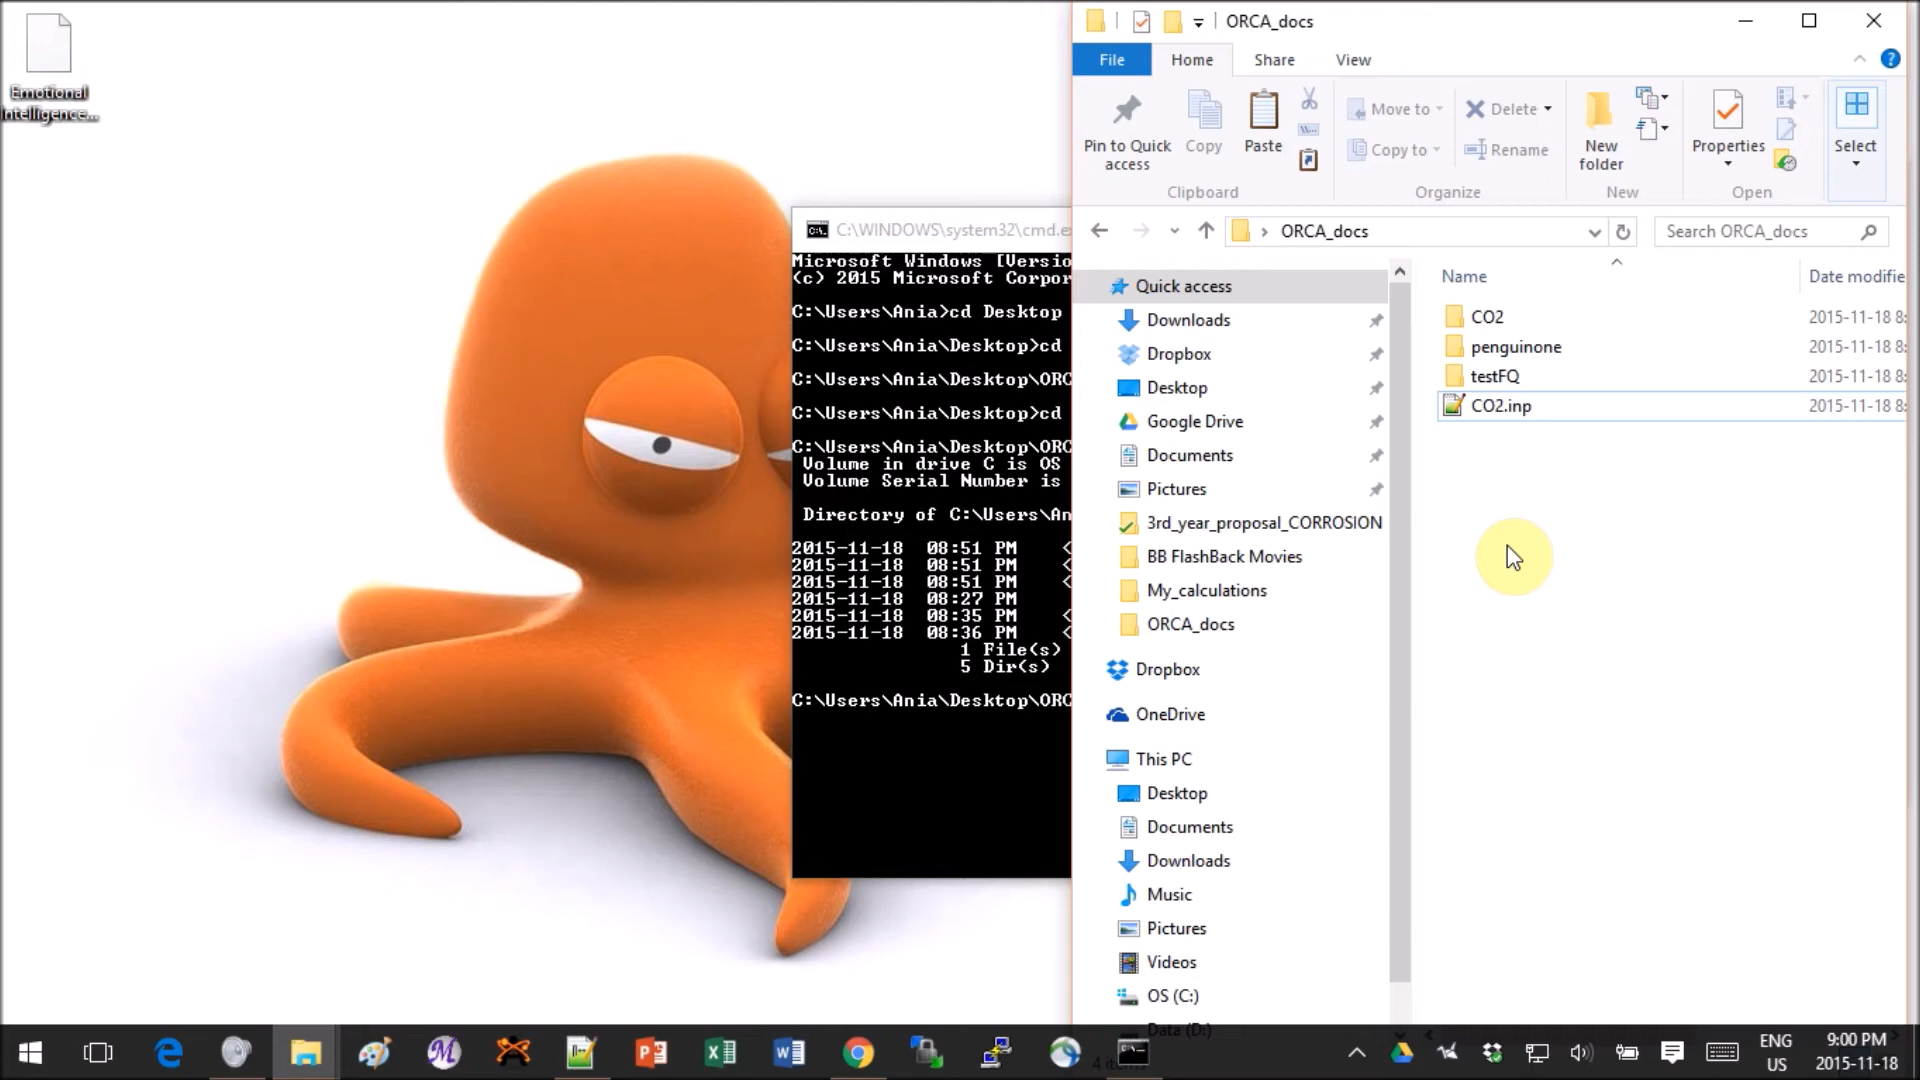 Emotional
Intelligence...
C:\WINDOWS\system32\cmd.ex
Microsoft Windows [Versio
(c) 2015 Microsoft Corpor
C:\Users\Ania>cd Desktop
C:\Users\Ania\Desktop>cd
C:\Users\Ania\Desktop\ORC
C:\Users\Ania\Desktop>cd
C:\Users\Ania\Desktop\ORC
Volume in drive C is OS
Volume Serial Number is
Directory of C:\Users\An
2015-11-18 08:51 PM <
2015-11-18 08:51 PM <
2015-11-18 08:51 PM <
2015-11-18 08:27 PM
2015-11-18 08:35 PM <
2015-11-18 08:36 PM <
1 File(s)
5 Dir(s)
C:\Users\Ania\Desktop\ORC
ORCA_docs
File Home Share View
Pin to Quick access
Copy
Paste
Move to
Copy to
Delete
Rename
New folder
Properties
Select
Clipboard Organize New Open
ORCA_docs
Search ORCA_docs
Quick access
Downloads
Dropbox
Desktop
Google Drive
Documents
Pictures
3rd_year_proposal_CORROSION
BB FlashBack Movies
My_calculations
ORCA_docs
Dropbox
OneDrive
This PC
Desktop
Documents
Downloads
Music
Pictures
Videos
OS (C:)
Data (D:)
Name Date modifie
CO2 2015-11-18 8:
penguinone 2015-11-18 8:
testFQ 2015-11-18 8:
CO2.inp 2015-11-18 8:
4 items
ENG
US
9:00 PM
2015-11-18